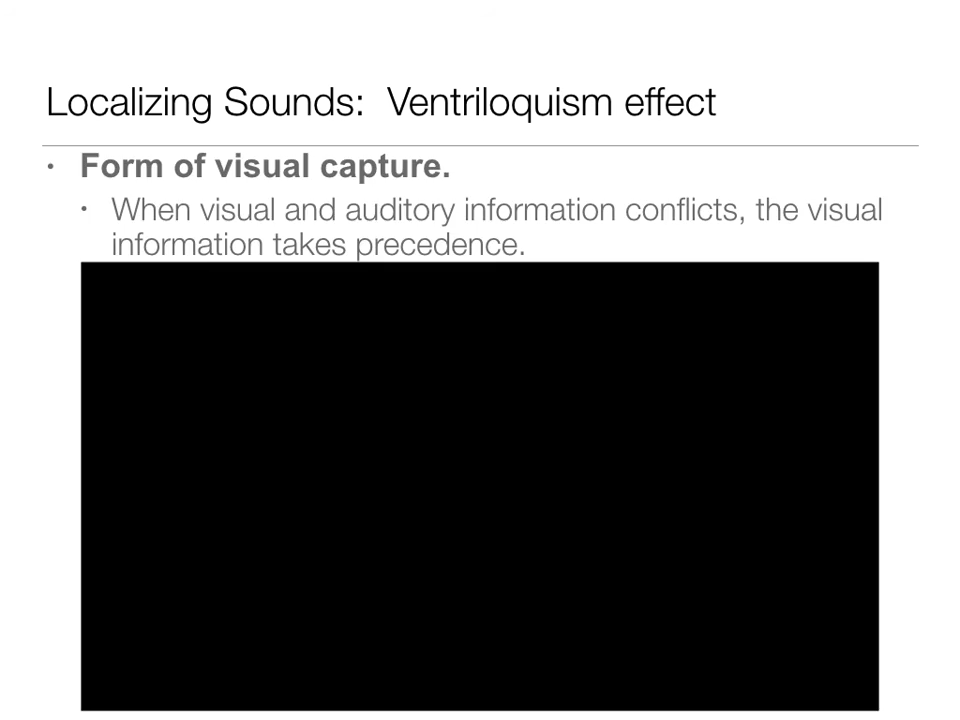 Localizing Sounds:  Ventriloquism effect
• Form of visual capture.
• When visual and auditory information conflicts, the visual
information takes precedence.